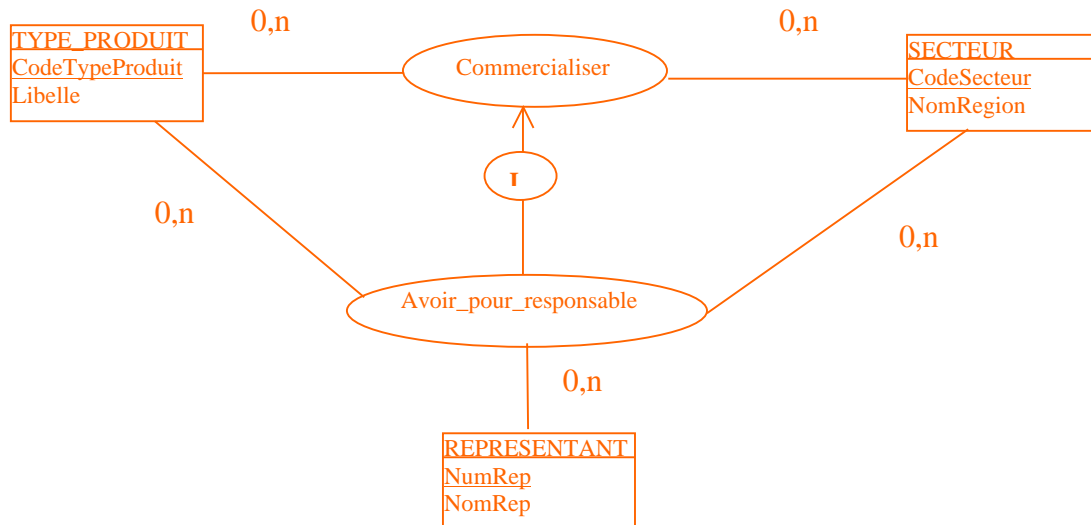 0,n
0,n
TYPE_PRODUIT
CodeTypeProduit
Libelle
Commercialiser
SECTEUR
CodeSecteur
NomRegion
I
0,n
0,n
Avoir_pour_responsable
0,n
REPRESENTANT
NumRep
NomRep